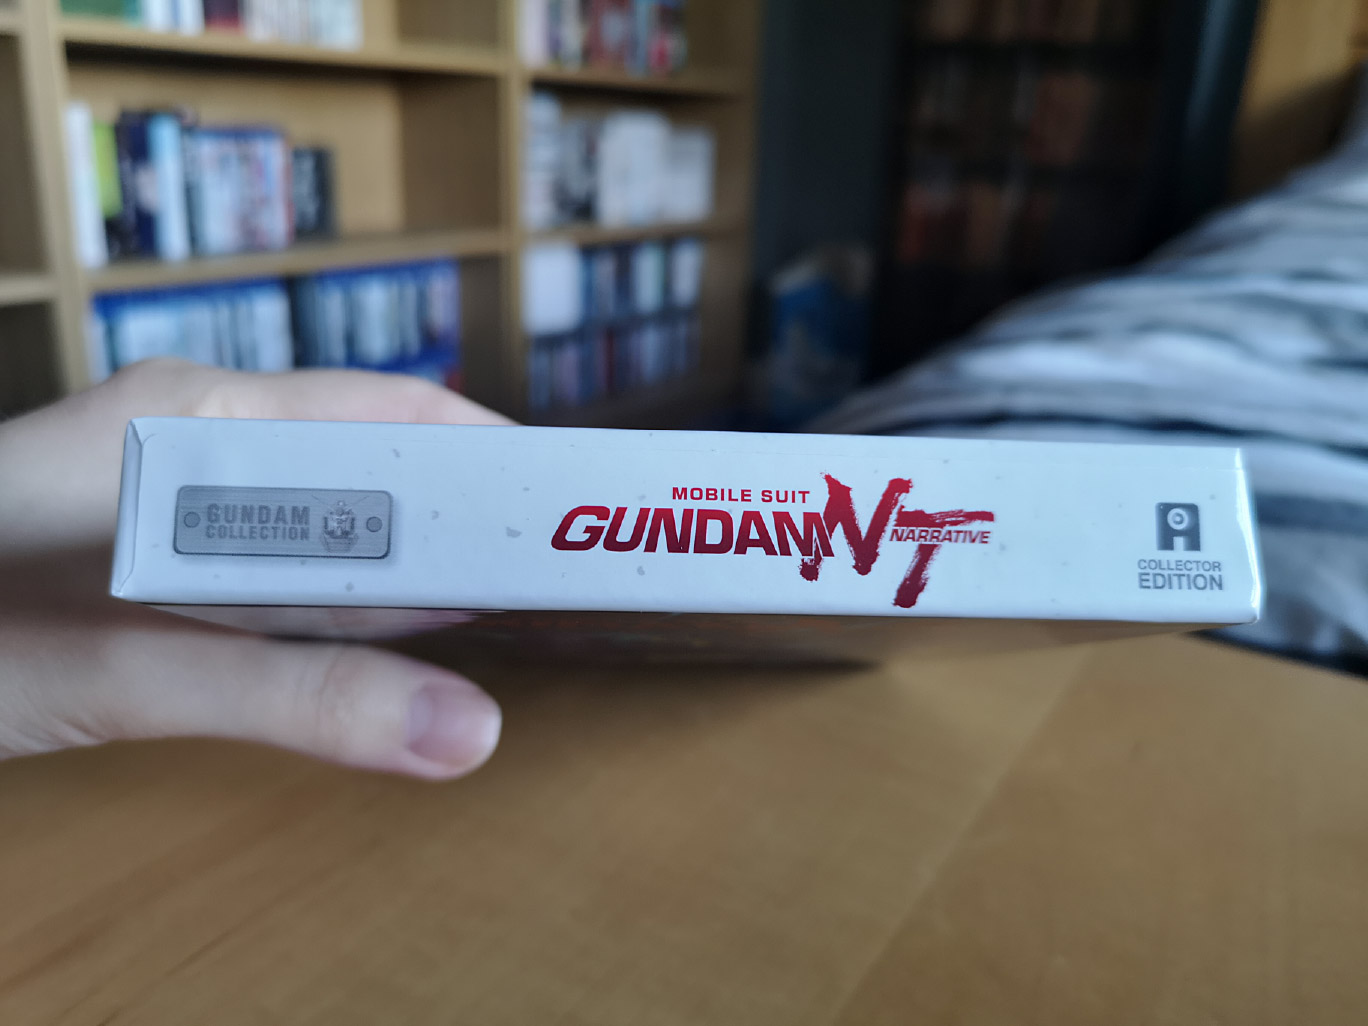 GUNDAM
COLLECTION
MOBILE SUIT
GUNDAM NT
NARRATIVE
COLLECTOR
EDITION